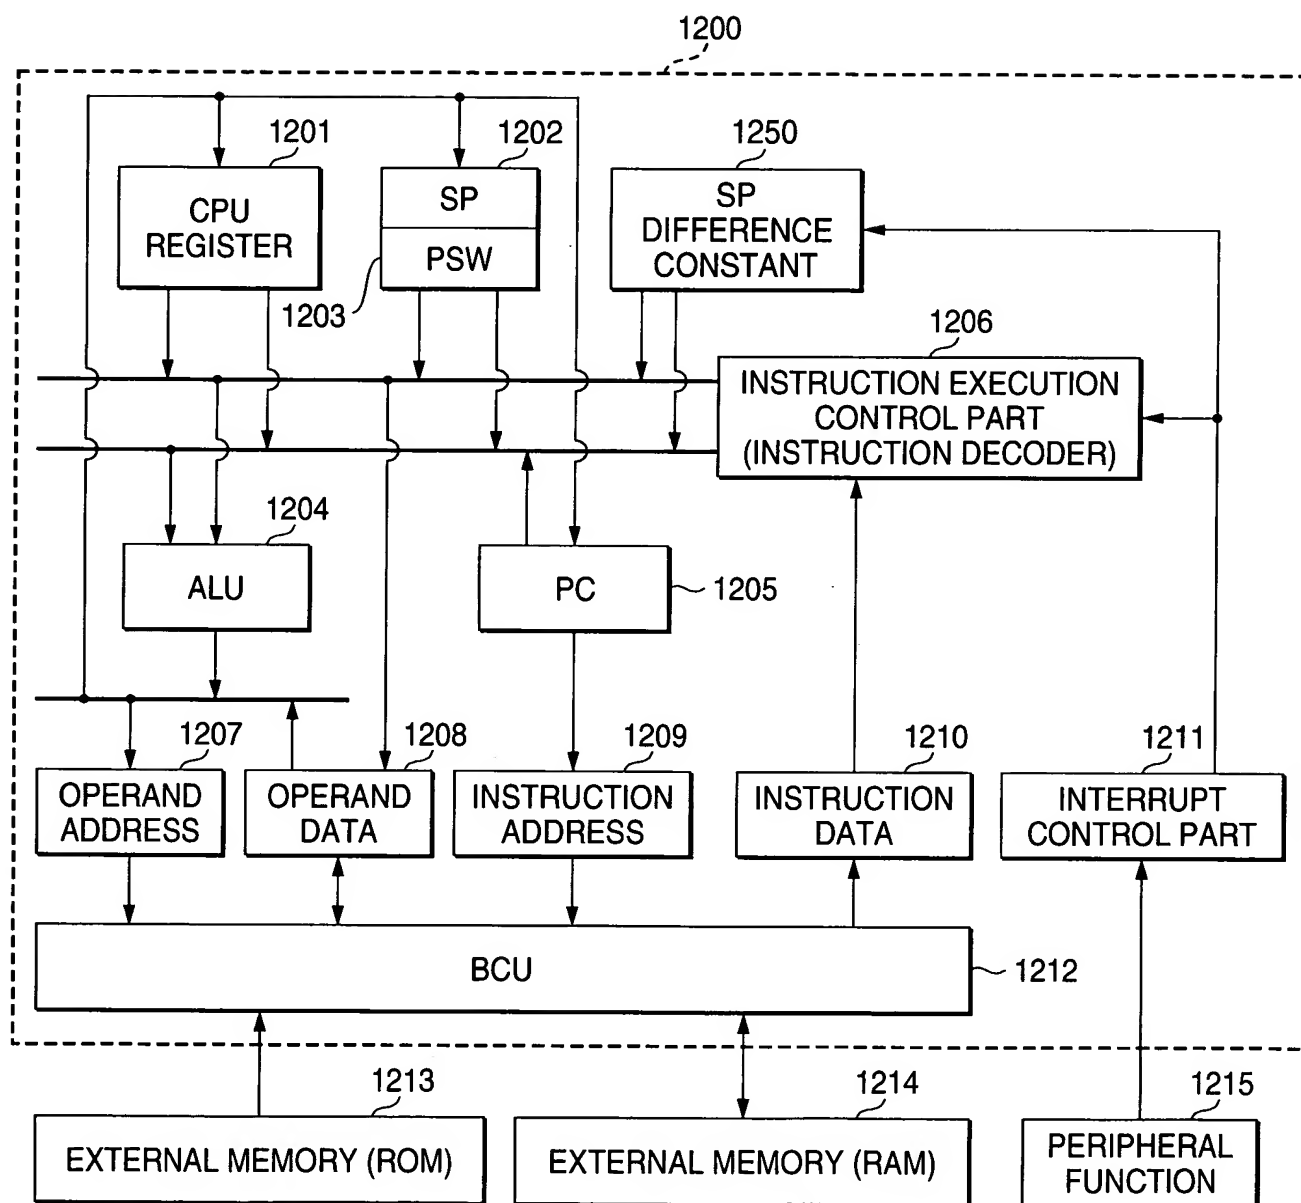 1200
1201
1202
1250
CPU
REGISTER
SP
PSW
SP
DIFFERENCE
CONSTANT
1203
1206
INSTRUCTION EXECUTION
CONTROL PART
(INSTRUCTION DECODER)
1204
ALU
PC
1205
1207
1208
1209
1210
1211
OPERAND
ADDRESS
OPERAND
DATA
INSTRUCTION
ADDRESS
INSTRUCTION
DATA
INTERRUPT
CONTROL PART
BCU
1212
1213
1214
1215
EXTERNAL MEMORY (ROM)
EXTERNAL MEMORY (RAM)
PERIPHERAL
FUNCTION